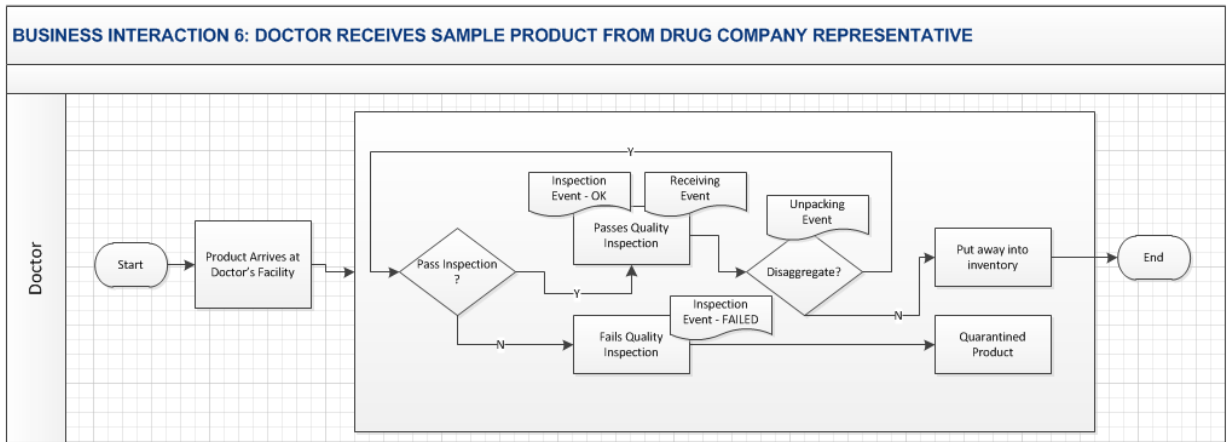 BUSINESS INTERACTION 6: DOCTOR RECEIVES SAMPLE PRODUCT FROM DRUG COMPANY REPRESENTATIVE
Doctor
Start
Product Arrives at
Doctor's Facility
Pass Inspection
?
Y
N
Y
Inspection
Event - OK
Receiving
Event
Passes Quality
Inspection
Unpacking
Event
Disaggregate?
N
Inspection
Event - FAILED
Fails Quality
Inspection
Put away into
inventory
Quarantined
Product
End